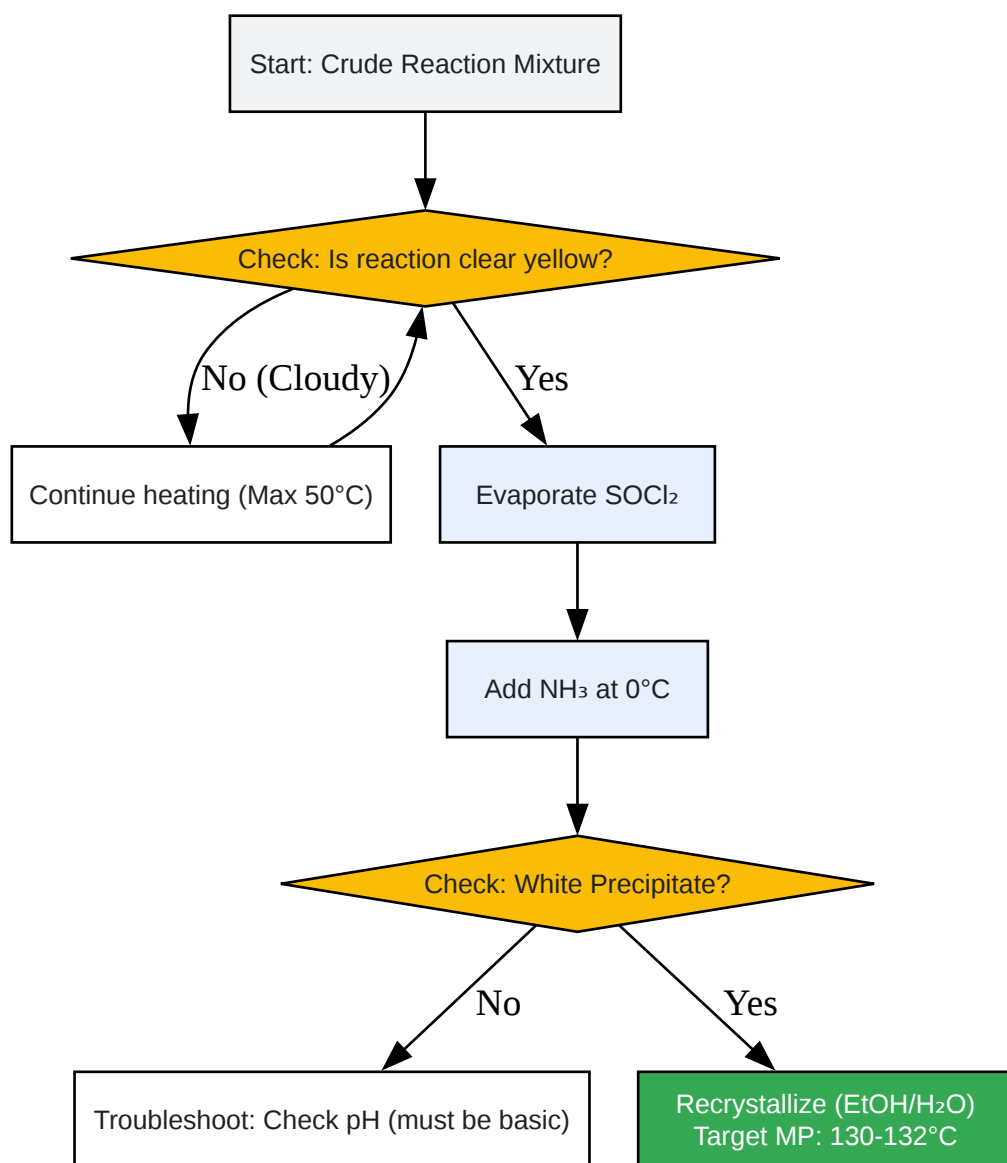 Start: Crude Reaction Mixture
Check: Is reaction clear yellow?
No (Cloudy)
Yes
Continue heating (Max 50°C)
Evaporate SOCl₂
Add NH₃ at 0°C
Check: White Precipitate?
No
Yes
Troubleshoot: Check pH (must be basic)
Recrystallize (EtOH/H₂O)
Target MP: 130-132°C